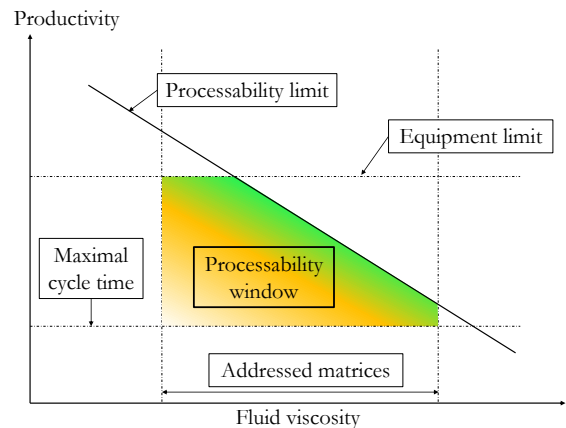 Productivity
Processability limit
Equipment limit
Maximal
cycle time
Processability
window
Addressed matrices
Fluid viscosity